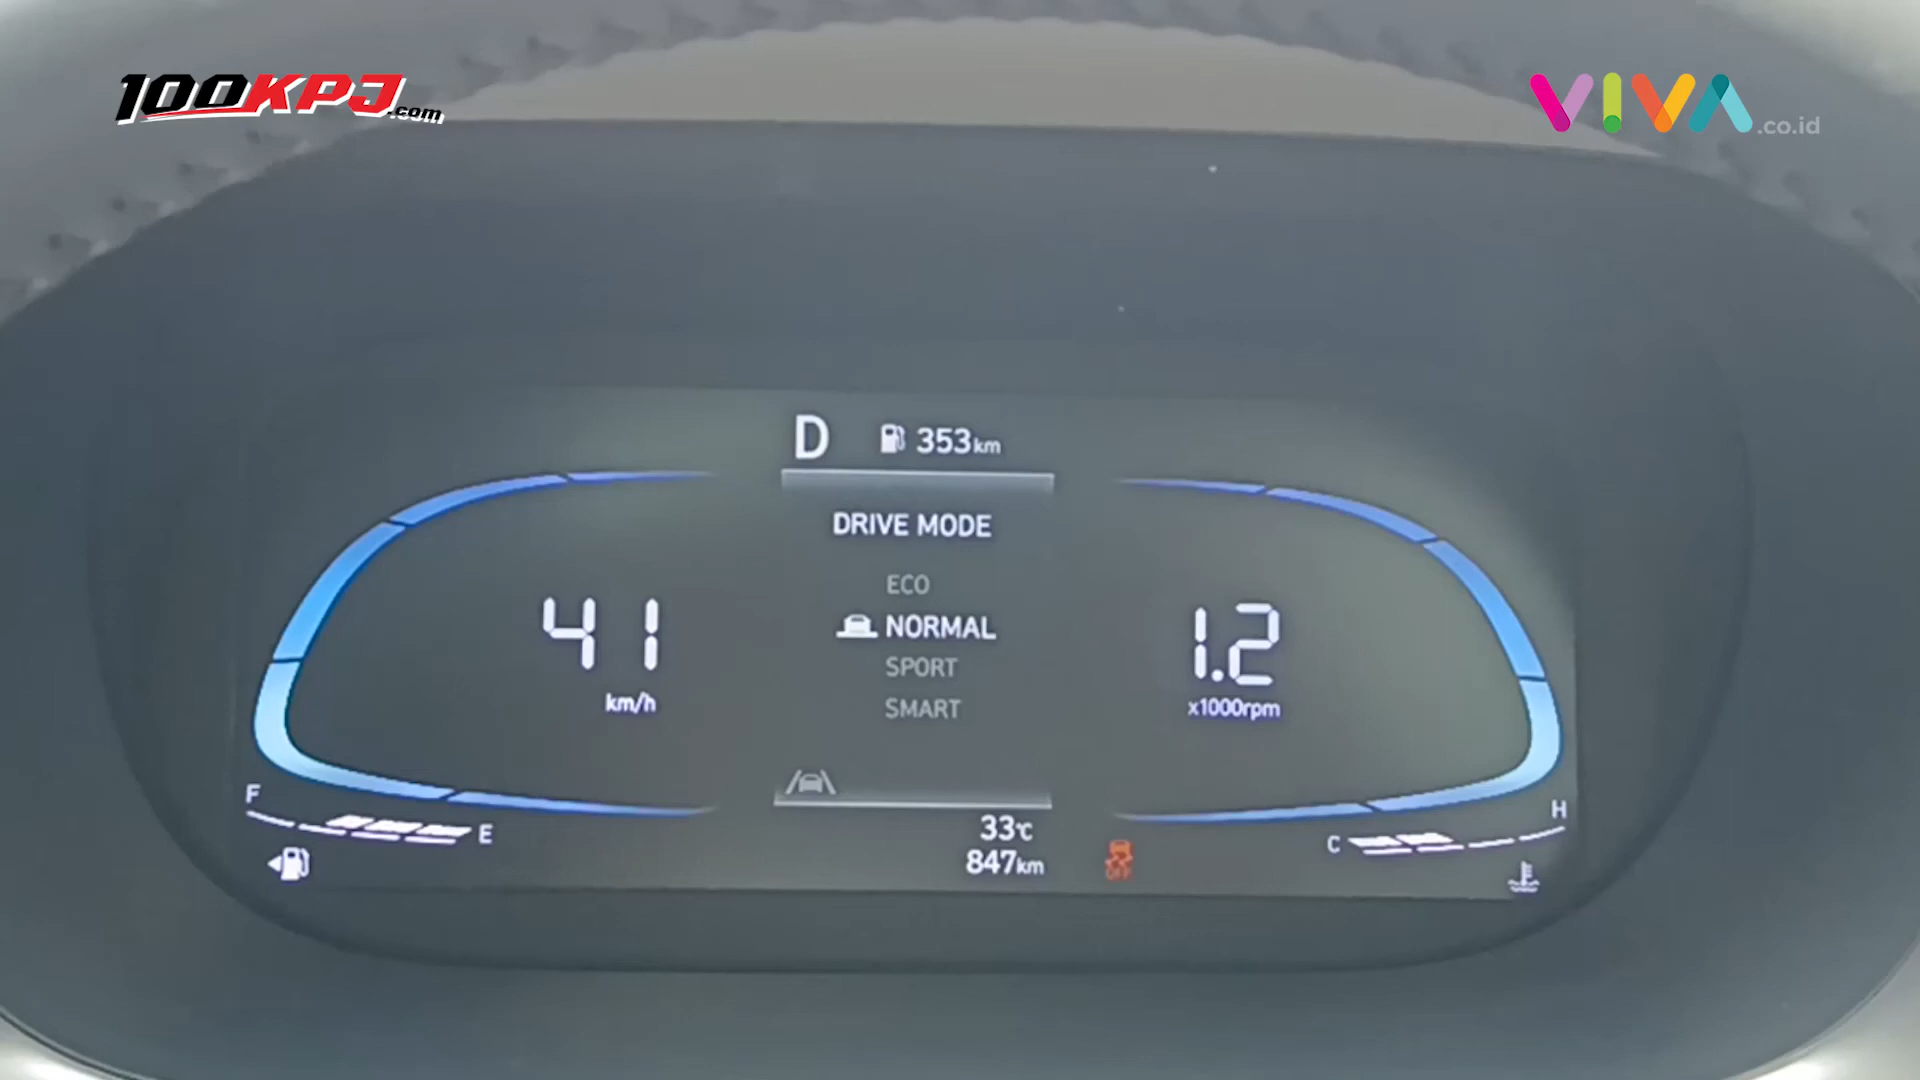 100KPJ.com
VIVA.co.id
D 353km
DRIVE MODE
ECO
NORMAL
SPORT
SMART
41
km/h
1.2
x1000rpm
F
E
33℃
847km
OFF
C
H